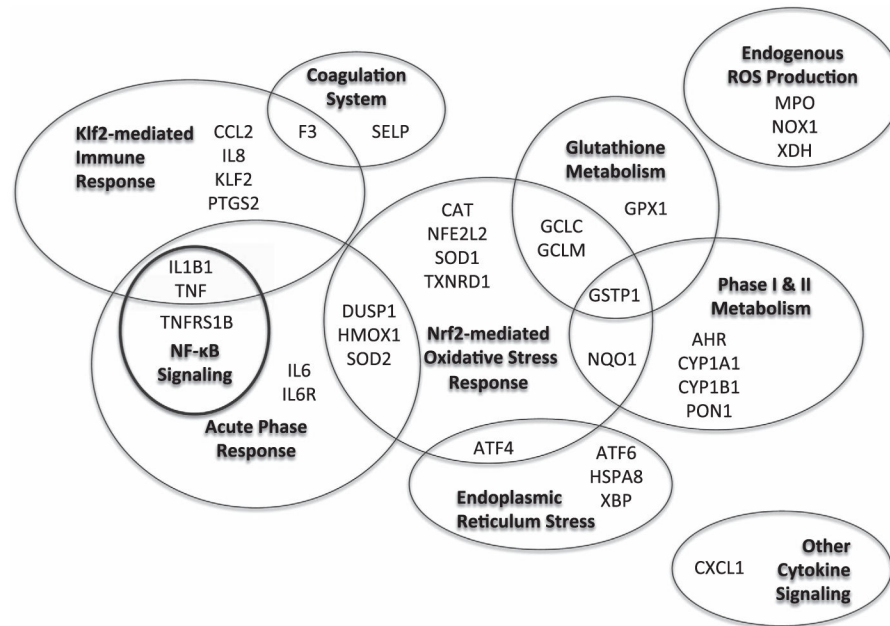 Coagulation
System
F3
SELP
Endogenous
ROS Production
MPO
NOX1
XDH
Klf2-mediated
Immune
Response
CCL2
IL8
KLF2
PTGS2
Glutathione
Metabolism
GPX1
GCLC
GCLM
GSTP1
CAT
NFE2L2
SOD1
TXNRD1
Nrf2-mediated
Oxidative Stress
Response
DUSP1
HMOX1
SOD2
IL1B1
TNF
TNFRS1B
NF-κB
Signaling
IL6
IL6R
Acute Phase
Response
Phase I & II
Metabolism
NQO1
AHR
CYP1A1
CYP1B1
PON1
ATF4
ATF6
HSPA8
XBP
Endoplasmic
Reticulum Stress
CXCL1
Other
Cytokine
Signaling